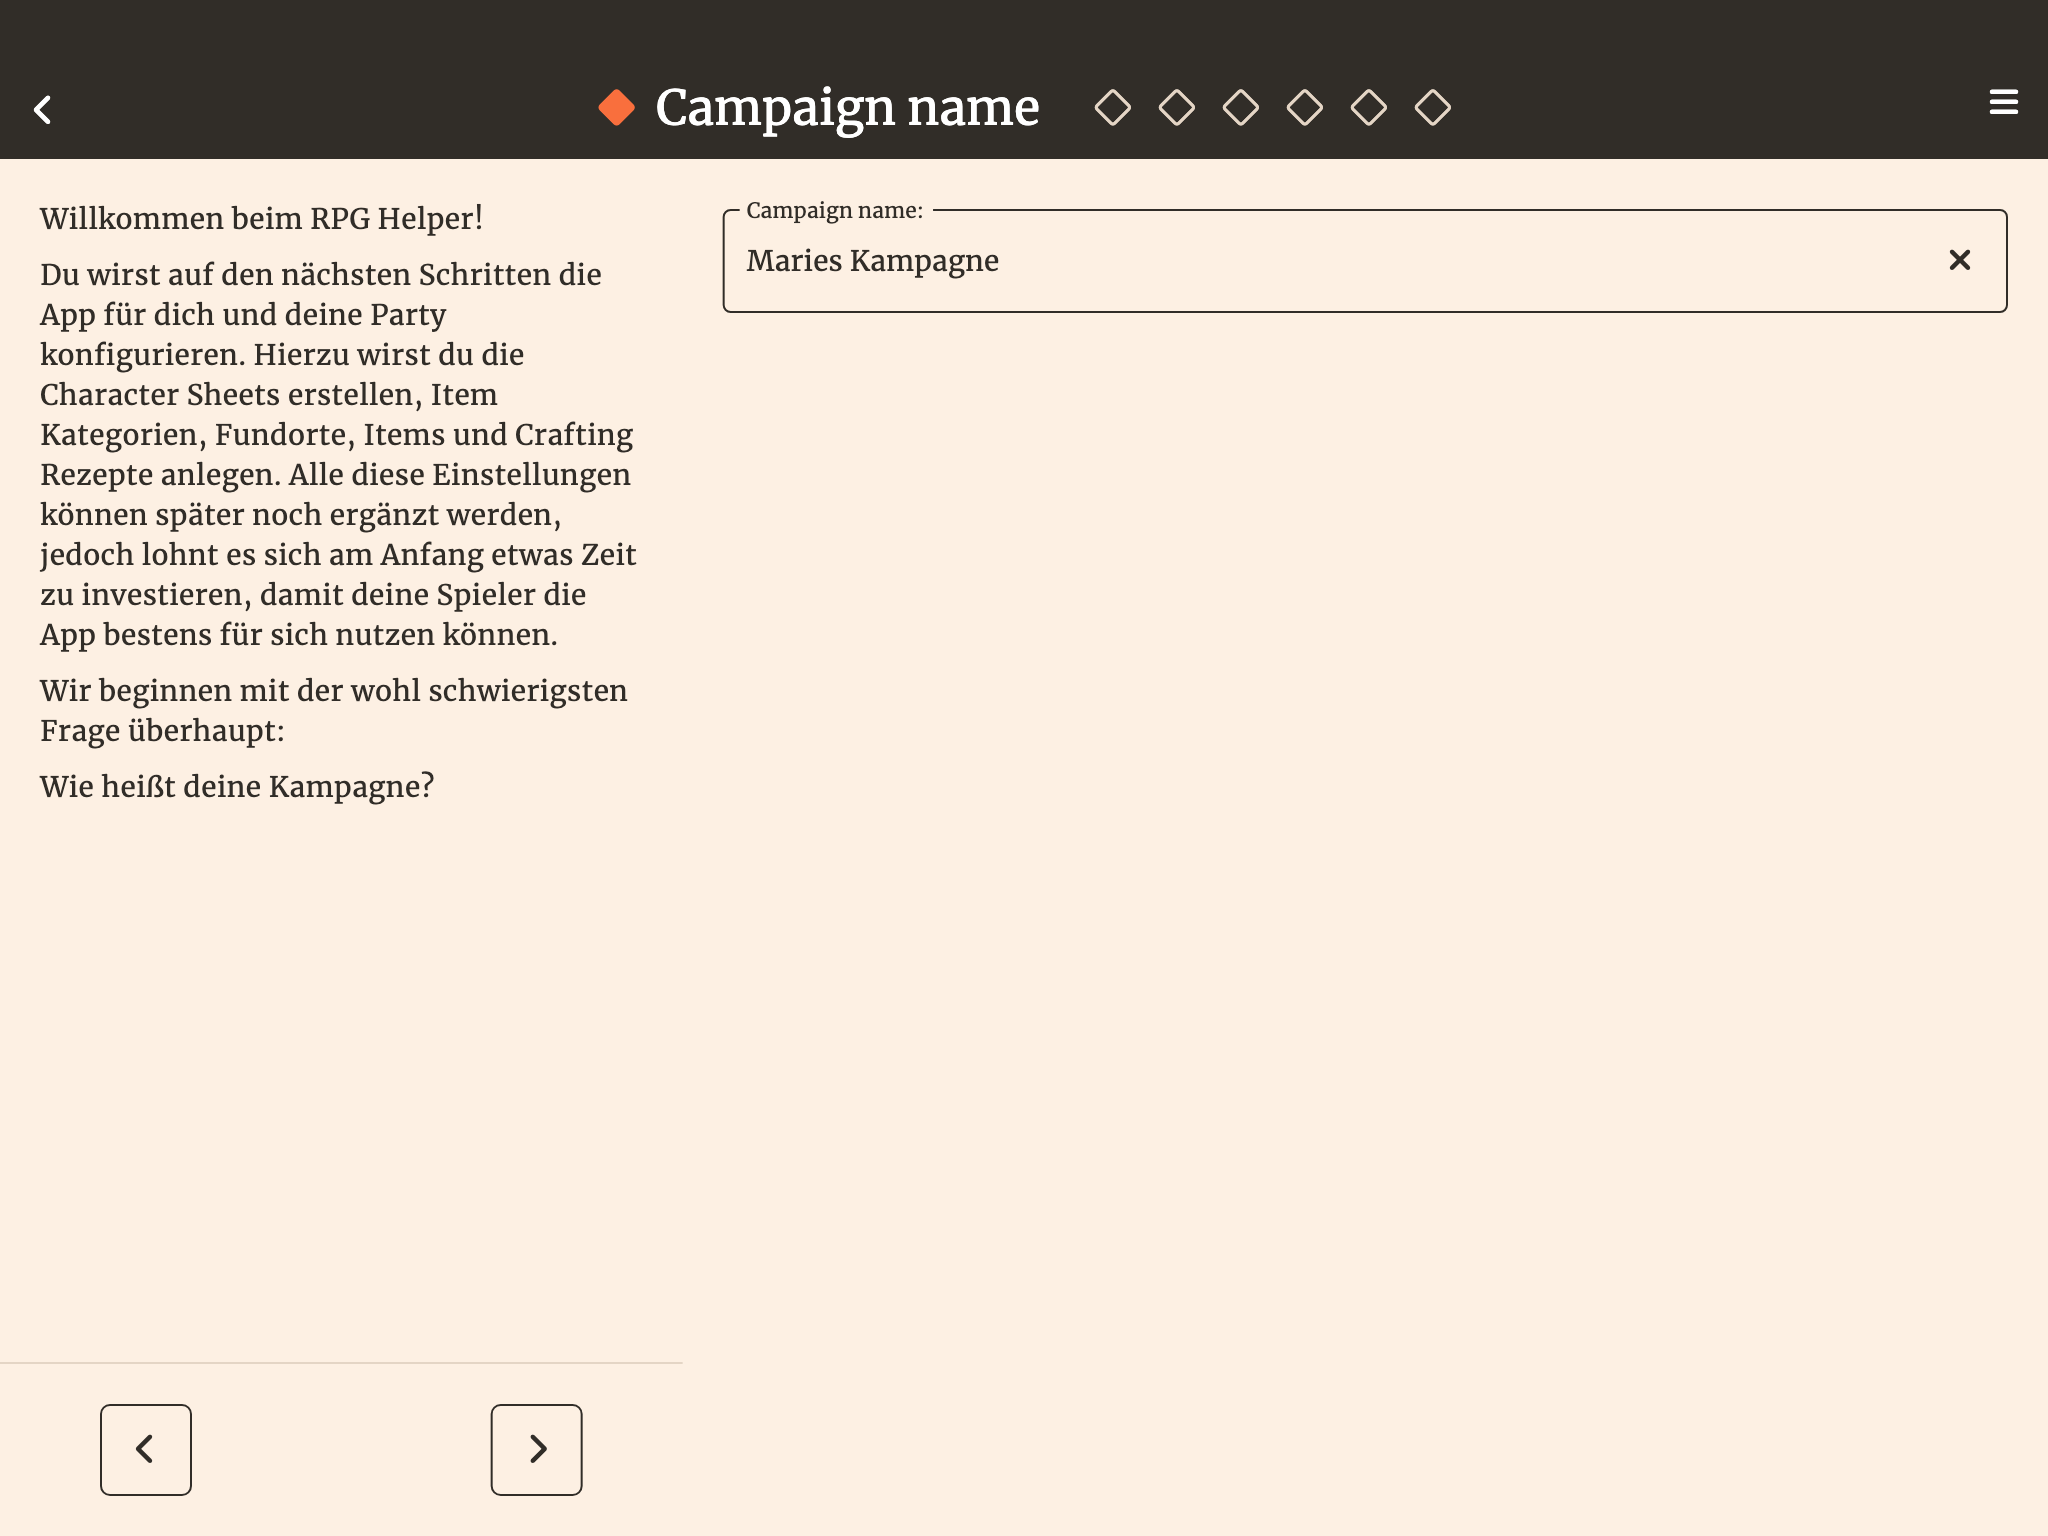 Campaign name
Willkommen beim RPG Helper!
Du wirst auf den nächsten Schritten die
App für dich und deine Party
konfigurieren. Hierzu wirst du die
Character Sheets erstellen, Item
Kategorien, Fundorte, Items und Crafting
Rezepte anlegen. Alle diese Einstellungen
können später noch ergänzt werden,
jedoch lohnt es sich am Anfang etwas Zeit
zu investieren, damit deine Spieler die
App bestens für sich nutzen können.
Wir beginnen mit der wohl schwierigsten
Frage überhaupt:
Wie heißt deine Kampagne?
Campaign name:
Maries Kampagne